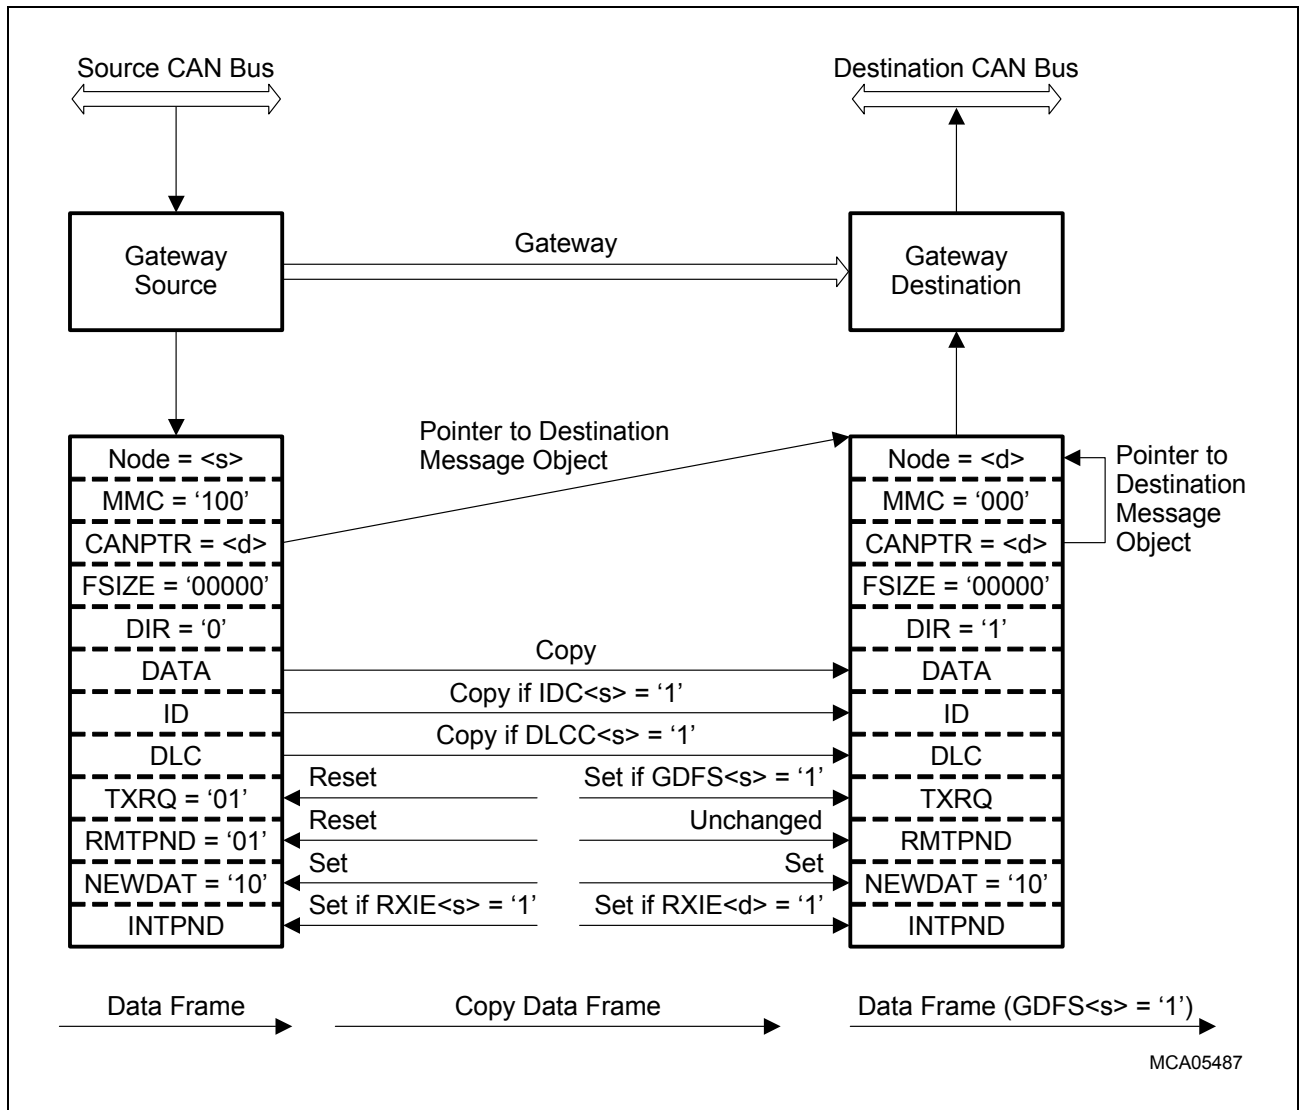 Source CAN Bus
Destination CAN Bus
Gateway
Source
Gateway
Gateway
Destination
Pointer to Destination
Message Object
Node = <s>
MMC = ‘100’
CANPTR = <d>
FSIZE = ‘00000’
DIR = ‘0’
DATA
ID
DLC
TXRQ = ‘01’
RMTPND = ‘01’
NEWDAT = ‘10’
INTPND
Copy
Copy if IDC<s> = ‘1’
Copy if DLCC<s> = ‘1’
Reset
Set if GDFS<s> = ‘1’
Reset
Unchanged
Set
Set
Set if RXIE<s> = ‘1’
Set if RXIE<d> = ‘1’
Node = <d>
MMC = ‘000’
CANPTR = <d>
FSIZE = ‘00000’
DIR = ‘1’
DATA
ID
DLC
TXRQ
RMTPND
NEWDAT = ‘10’
INTPND
Pointer to
Destination
Message
Object
Data Frame
Copy Data Frame
Data Frame (GDFS<s> = ‘1’)
MCA05487